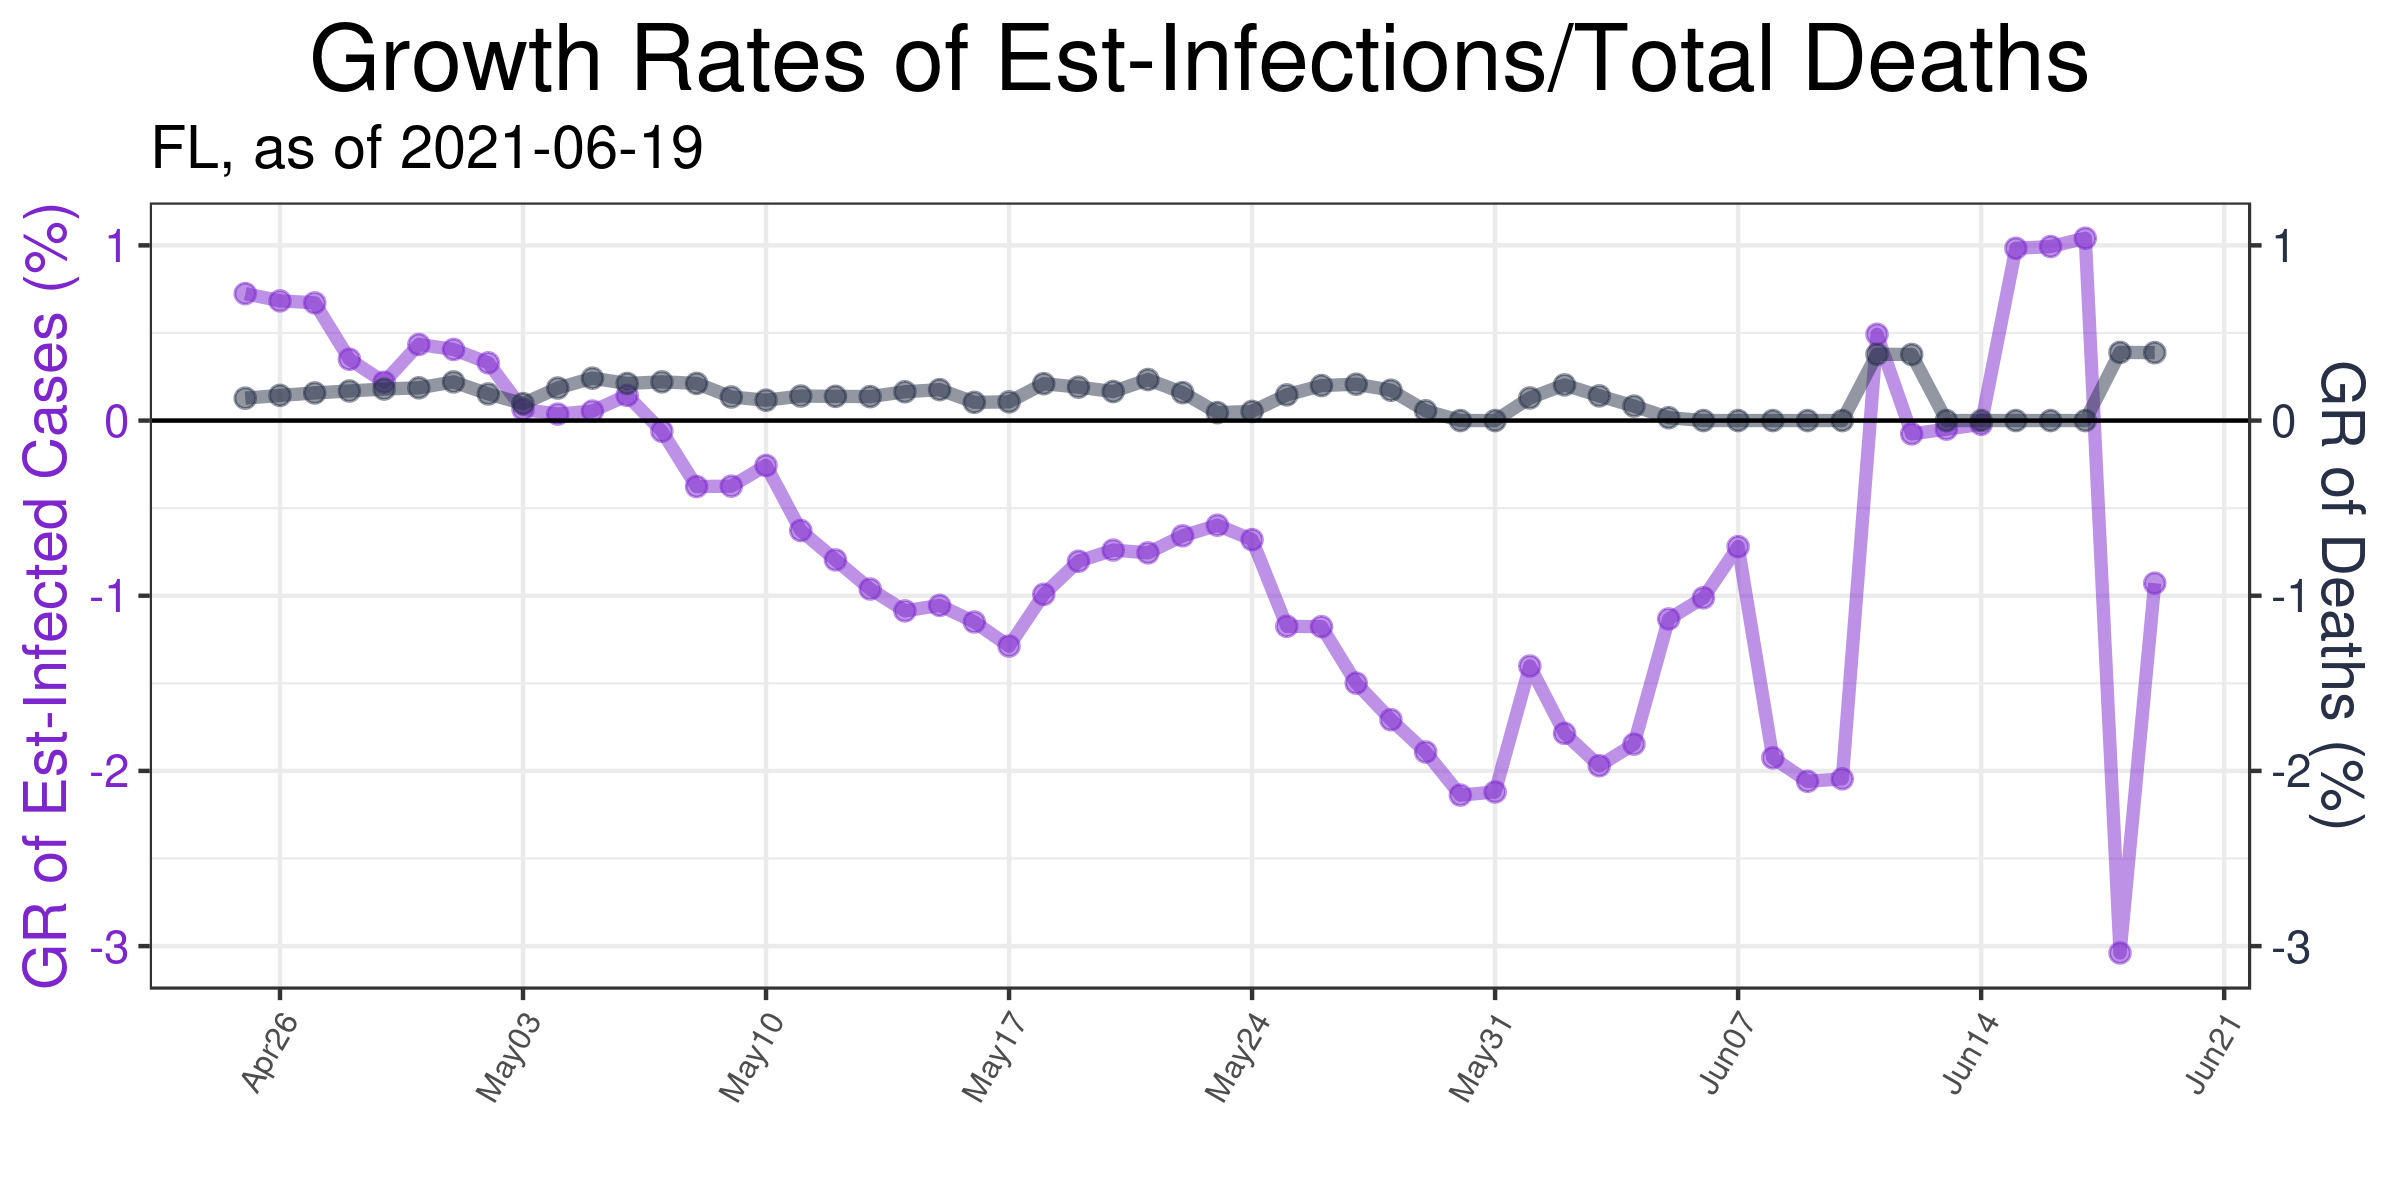 Growth Rates of Est-Infections/Total Deaths
FL, as of 2021-06-19
GR of Est-Infected Cases (%)
1
0
-1
-2
-3
1
0
-1
-2
-3
GR of Deaths (%)
Apr26
May03
May10
May17
May24
May31
Jun07
Jun14
Jun21